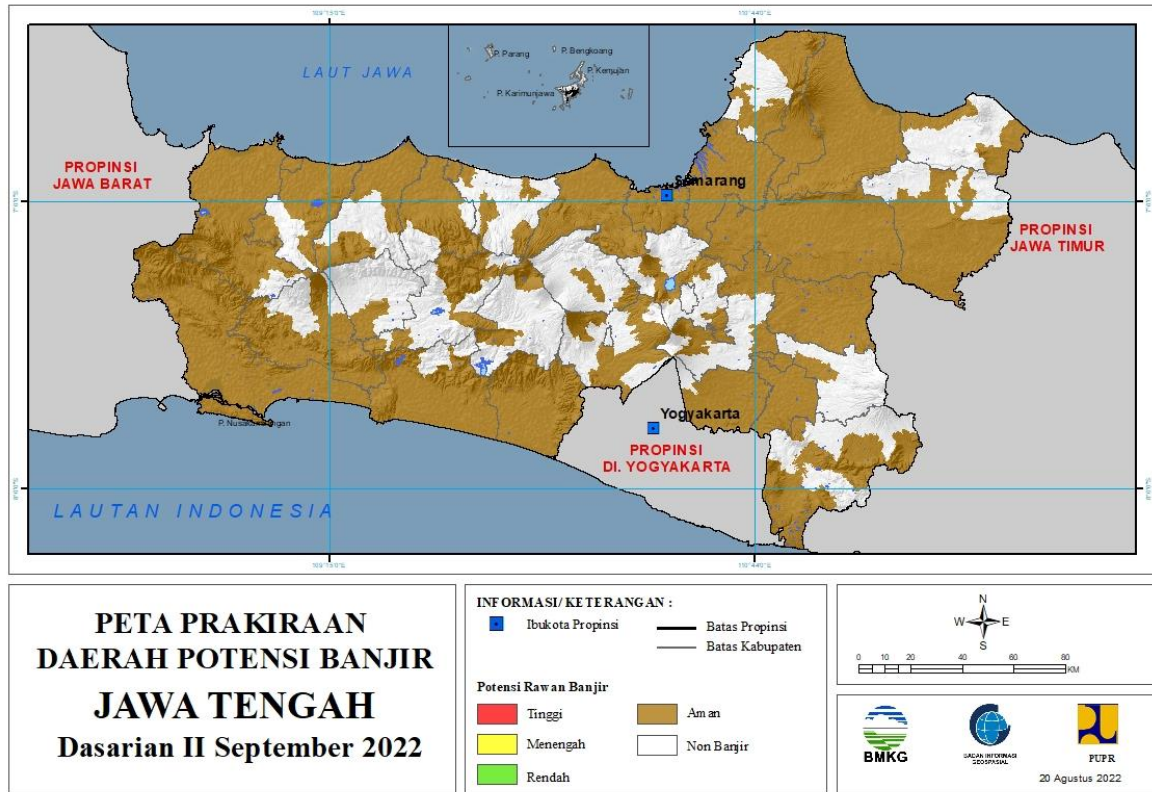 LAUT JAWA
P. Parang
P. Bengkoang
P. Kemujan
P. Karimunjawa
PROPINSI
JAWA BARAT
Semarang
PROPINSI
JAWA TIMUR
Yogyakarta
PROPINSI
DI. YOGYAKARTA
LAUTAN INDONESIA
PETA PRAKIRAAN
DAERAH POTENSI BANJIR
JAWA TENGAH
Dasarian II September 2022
INFORMASI/ KETERANGAN :
Ibukota Propinsi
Batas Propinsi
Batas Kabupaten
Potensi Rawan Banjir
Tinggi
Menengah
Rendah
Aman
Non Banjir
N
W
E
S
0 10 20 40 60 80
KM
BMKG
BADAN INFORMASI
GEOSPASIAL
PUPR
20 Agustus 2022